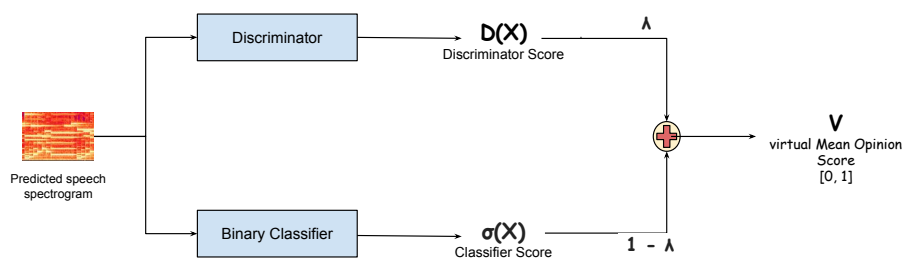 Discriminator
D(X)
Discriminator Score
λ
Predicted speech
spectrogram
V
virtual Mean Opinion
Score
[0, 1]
Binary Classifier
σ(X)
Classifier Score
1 - λ